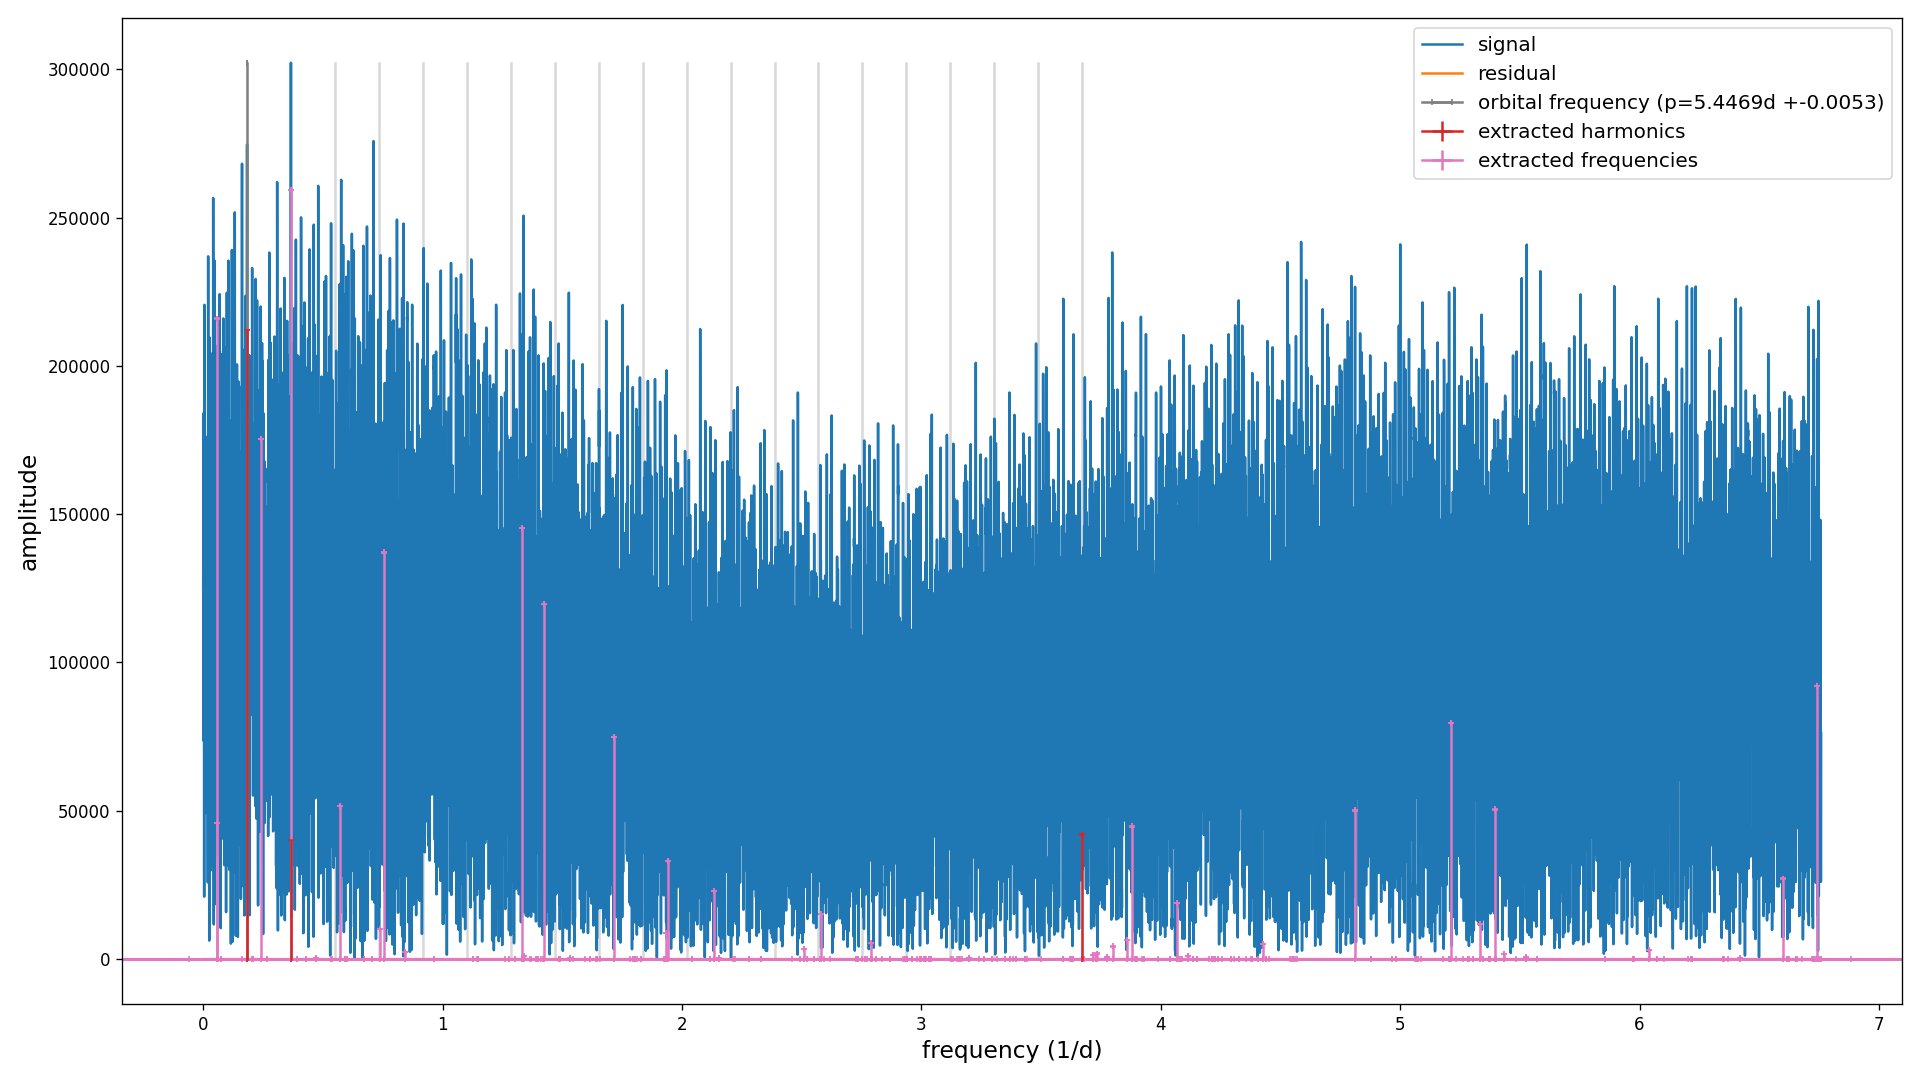 signal
residual
orbital frequency (p=5.4469d +-0.0053)
extracted harmonics
extracted frequencies
300000
250000
200000
150000
100000
50000
0
amplitude
0 1 2 3 4 5 6 7
frequency (1/d)